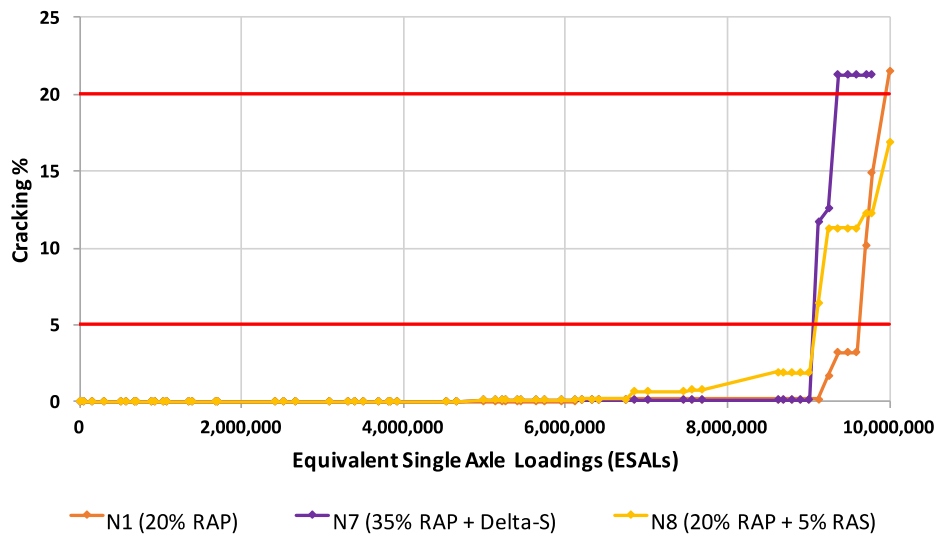 25
20
15
10
5
0
Cracking %
0 2,000,000 4,000,000 6,000,000 8,000,000 10,000,000
Equivalent Single Axle Loadings (ESALs)
N1 (20% RAP) N7 (35% RAP + Delta-S) N8 (20% RAP + 5% RAS)